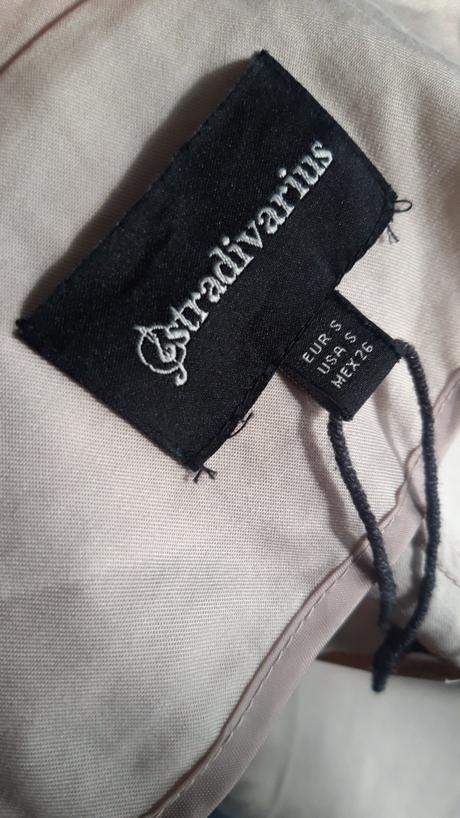 stradivarius
EUR S
USA S
MEX 26